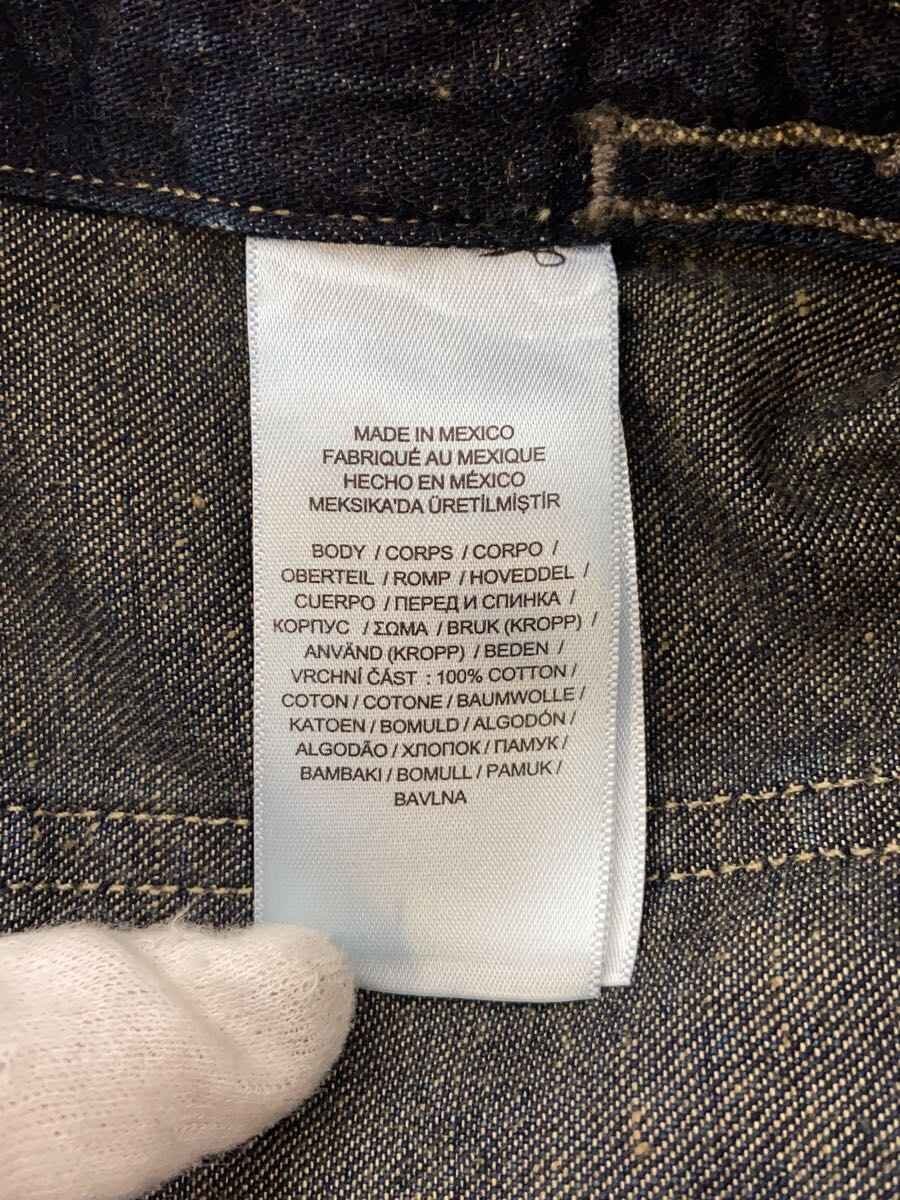 MADE IN MEXICO
FABRIQUÉ AU MEXIQUE
HECHO EN MÉXICO
MEKSIKA'DA ÜRETİLMİŞTİR
BODY / CORPS / CORPO /
OBERTEIL / ROMP / HOVEDDEL /
CUERPO / ПЕРЕД И СПИНКА /
КОРПУС / ΣΩΜΑ / BRUK (KROPP) /
ANVÄND (KROPP) / BEDEN /
VRCHNÍ ČÁST : 100% COTTON /
COTON / COTONE / BAUMWOLLE /
KATOEN / BOMULD / ALGODÓN /
ALGODÃO / ХЛОПОК / ПАМУК /
BAMBAKI / BOMULL / PAMUK /
BAVLNA